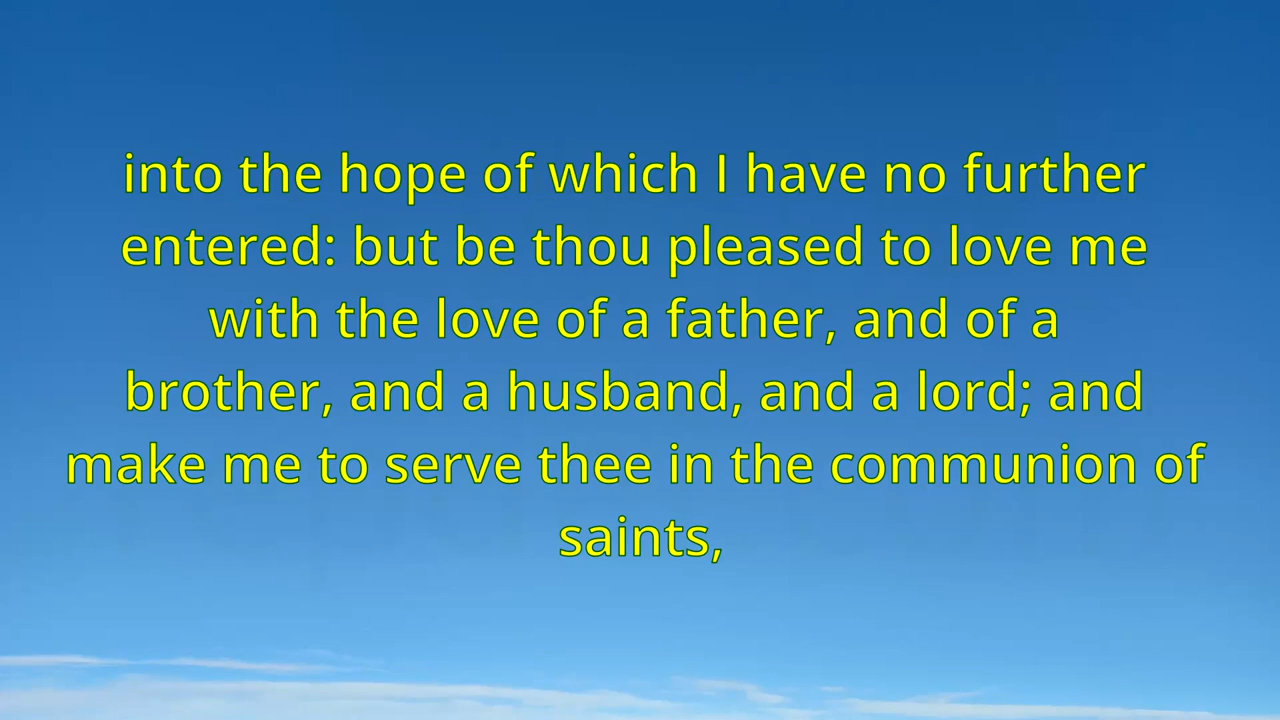 into the hope of which I have no further
entered: but be thou pleased to love me
with the love of a father, and of a
brother, and a husband, and a lord; and
make me to serve thee in the communion of
saints,